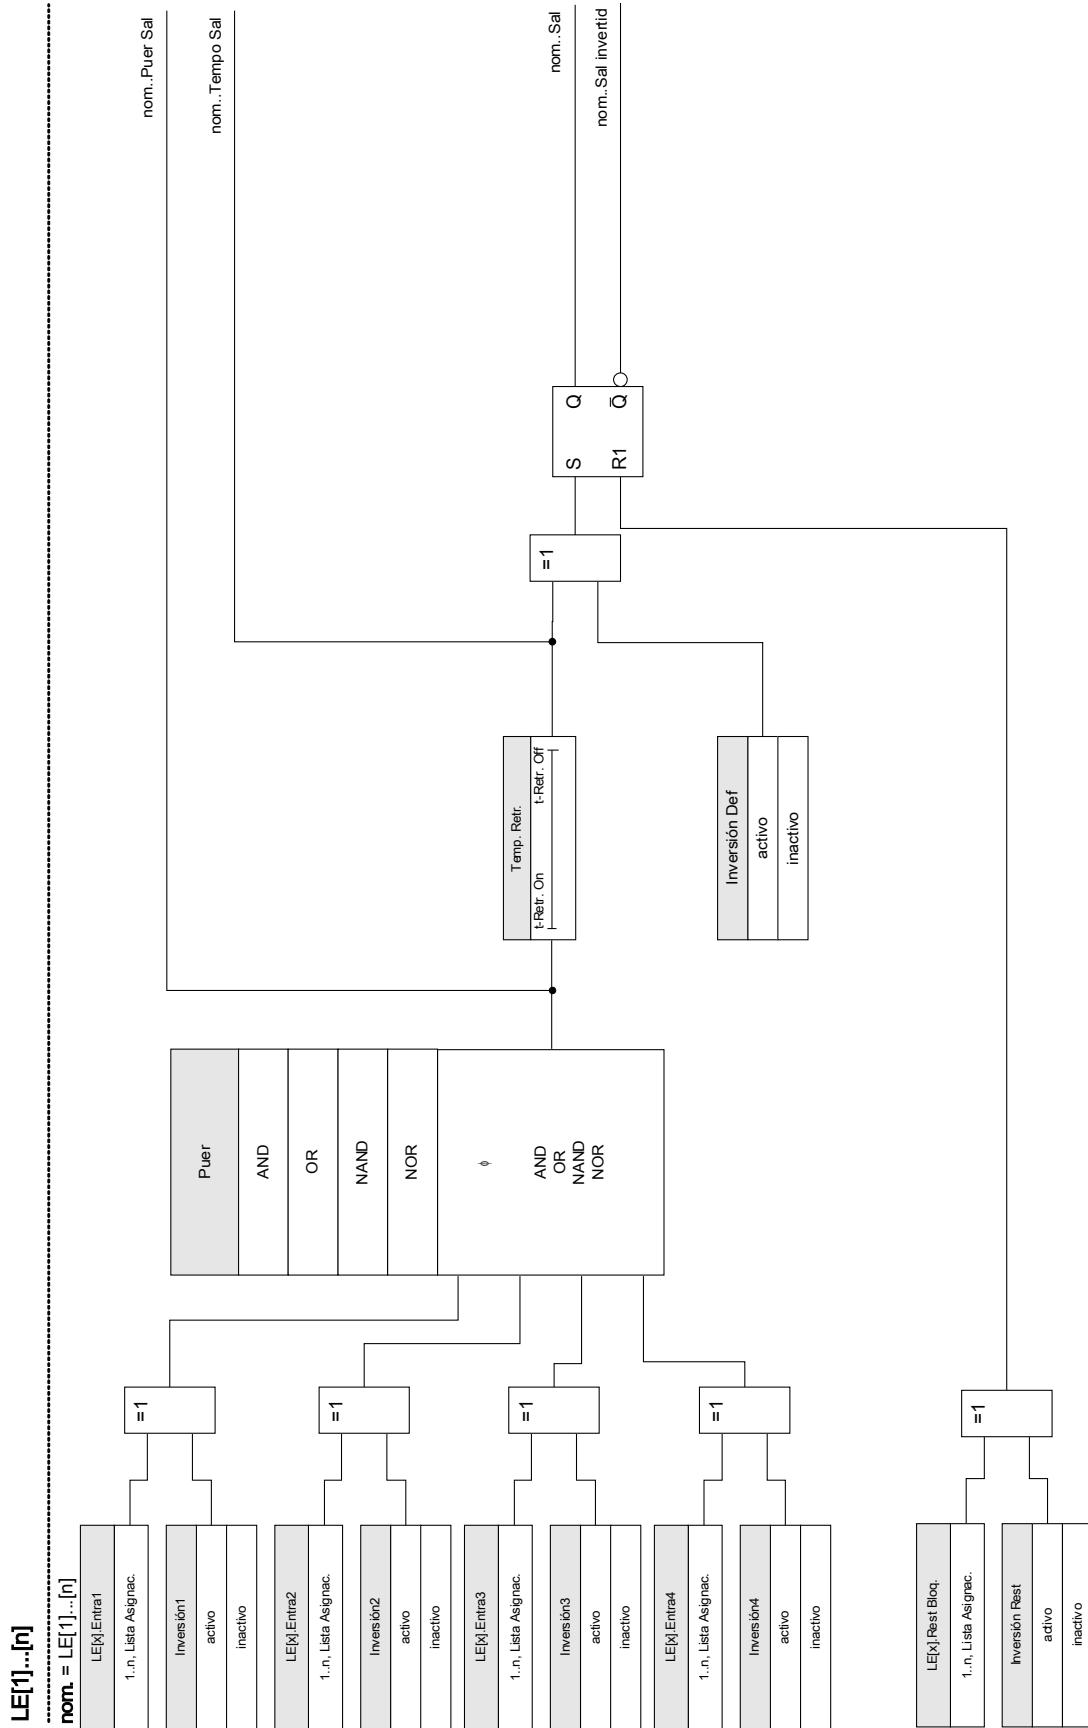 LE[1]...[n]
nom. = LE[1]...[n]
LE[x].Entra1
1..n, Lista Asignac.
Inversión1
activo
inactivo
LE[x].Entra2
1..n, Lista Asignac.
Inversión2
activo
inactivo
LE[x].Entra3
1..n, Lista Asignac.
Inversión3
activo
inactivo
LE[x].Entra4
1..n, Lista Asignac.
Inversión4
activo
inactivo
LE[x].Rest Bloq.
1..n, Lista Asignac.
Inversión Rest
activo
inactivo
=1
=1
=1
=1
=1
Puer
AND
OR
NAND
NOR
ϕ
AND
OR
NAND
NOR
Temp. Retr.
t-Retr. On
t-Retr. Off
Inversión Def
activo
inactivo
=1
S
Q
R1
Q̅
nom..Puer Sal
nom..Tempo Sal
nom..Sal
nom..Sal invertid